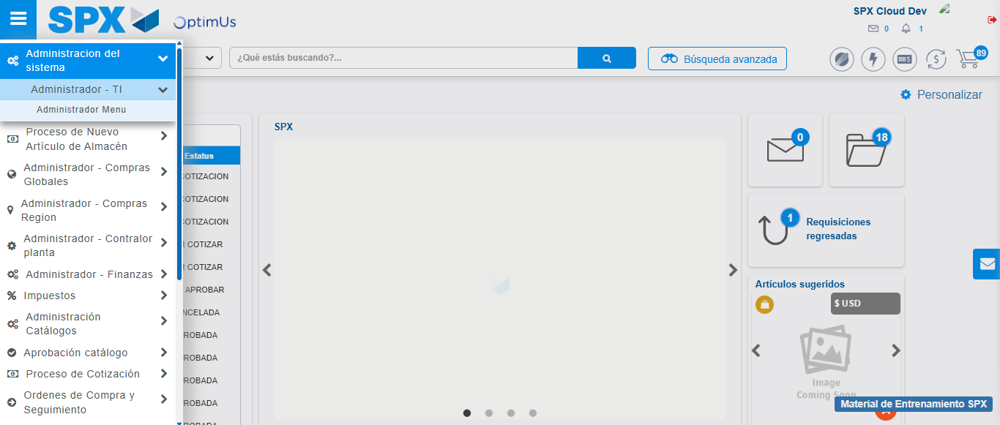 SPX
OptimUs
SPX Cloud Dev
0
1
Administracion del
sistema
Administrador - TI
Administrador Menu
Proceso de Nuevo
Artículo de Almacén
Administrador - Compras
Globales
Administrador - Compras
Region
Administrador - Contralor
planta
Administrador - Finanzas
Impuestos
Administración
Catálogos
Aprobación catálogo
Proceso de Cotización
Ordenes de Compra y
Seguimiento
¿Qué estás buscando?...
Búsqueda avanzada
89
Personalizar
Estatus
COTIZACION
COTIZACION
COTIZACION
COTIZAR
COTIZAR
APROBAR
NCELADA
ROBADA
ROBADA
ROBADA
ROBADA
ROBADA
SPX
0
18
1
Requisiciones
regresadas
Artículos sugeridos
$ USD
Image
Coming Soon
Material de Entrenamiento SPX